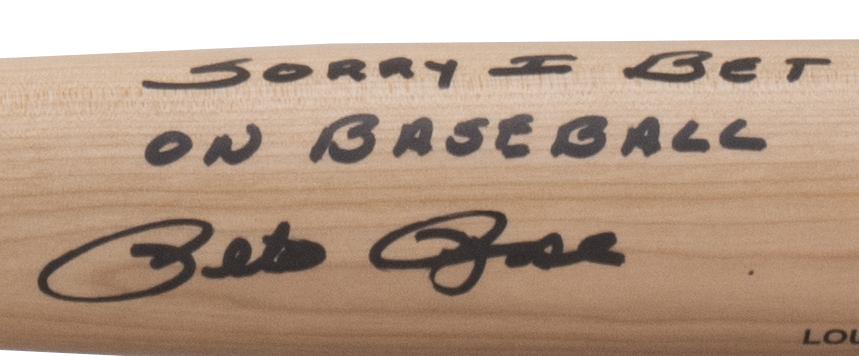 SORRY I BET
ON BASEBALL
Pete Rose
LOU